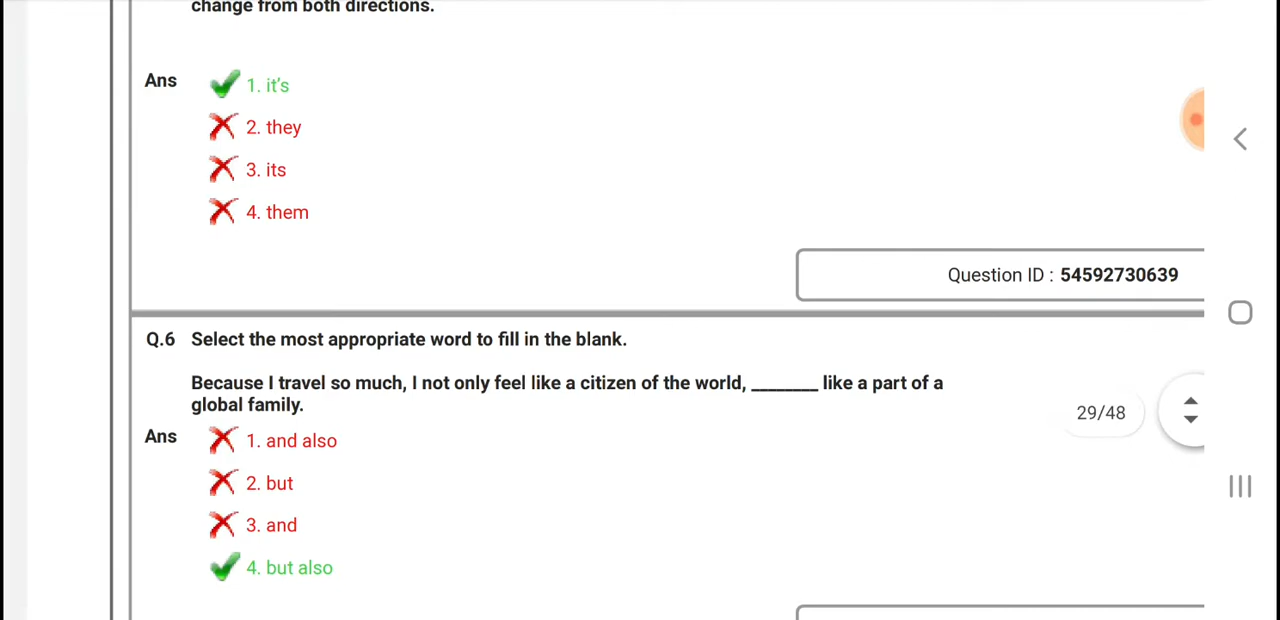 change from both directions.
Ans
1. it's
2. they
3. its
4. them
Question ID : 54592730639
Q.6 Select the most appropriate word to fill in the blank.
Because I travel so much, I not only feel like a citizen of the world, ________ like a part of a
global family.
29/48
Ans
1. and also
2. but
3. and
4. but also